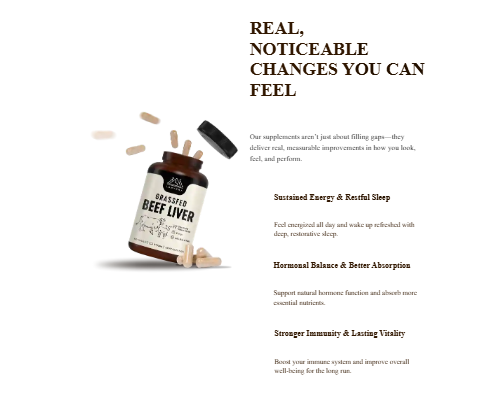 REAL,
NOTICEABLE
CHANGES YOU CAN
FEEL
Our supplements aren't just about filling gaps—they
deliver real, measurable improvements in how you look,
feel, and perform.
GRASSFED
BEEF LIVER
Sustained Energy & Restful Sleep
Feel energized all day and wake up refreshed with
deep, restorative sleep.
Hormonal Balance & Better Absorption
Support natural hormone function and absorb more
essential nutrients.
Stronger Immunity & Lasting Vitality
Boost your immune system and improve overall
well-being for the long run.